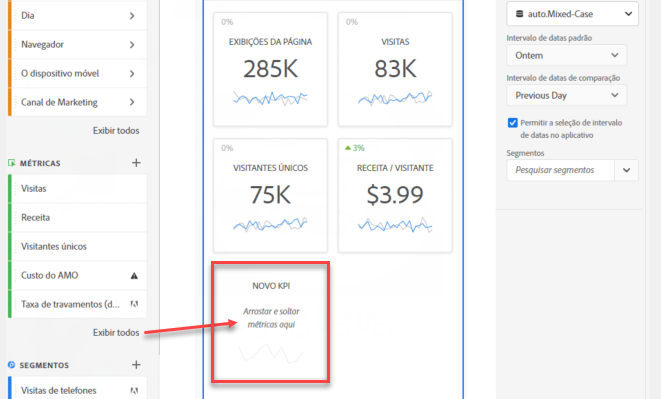 Dia
Navegador
O dispositivo móvel
Canal de Marketing
Exibir todos
MÉTRICAS
Visitas
Receita
Visitantes únicos
Custo do AMO
Taxa de travamentos (d...
Exibir todos
SEGMENTOS
Visitas de telefones
0%
EXIBIÇÕES DA PÁGINA
285K
0%
VISITAS
83K
0%
VISITANTES ÚNICOS
75K
3%
RECEITA / VISITANTE
$3.99
NOVO KPI
Arrastar e soltar
métricas aqui
auto.Mixed-Case
Intervalo de datas padrão
Ontem
Intervalo de datas de comparação
Previous Day
Permitir a seleção de intervalo
de datas no aplicativo
Segmentos
Pesquisar segmentos